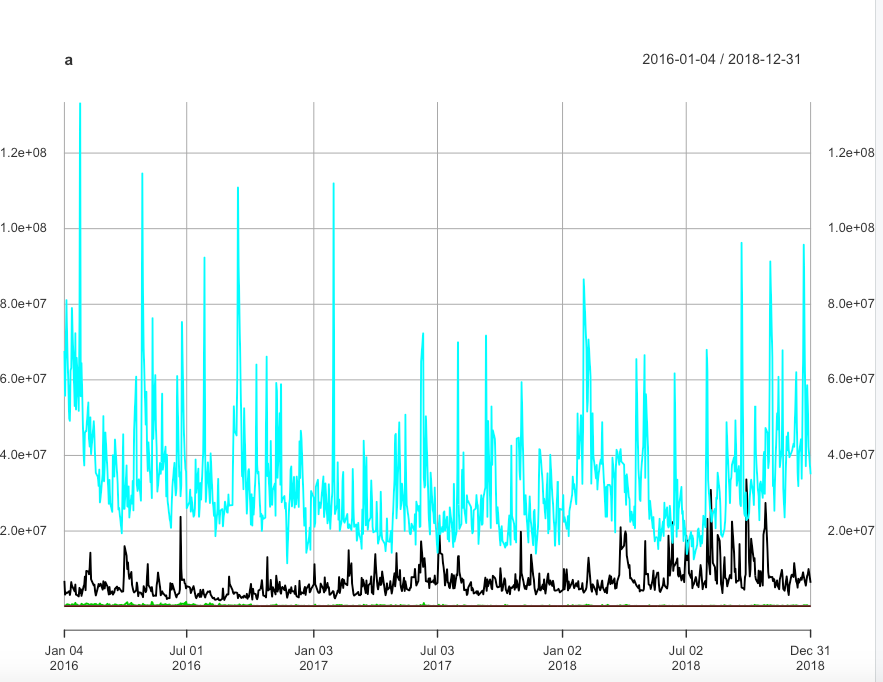 a
2016-01-04 / 2018-12-31
1.2e+08
1.2e+08
1.0e+08
1.0e+08
8.0e+07
8.0e+07
6.0e+07
6.0e+07
4.0e+07
4.0e+07
2.0e+07
2.0e+07
Jan 04
2016
Jul 01
2016
Jan 03
2017
Jul 03
2017
Jan 02
2018
Jul 02
2018
Dec 31
2018